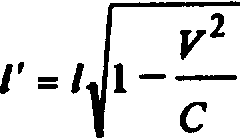 l' = l√(1 - V²/C)